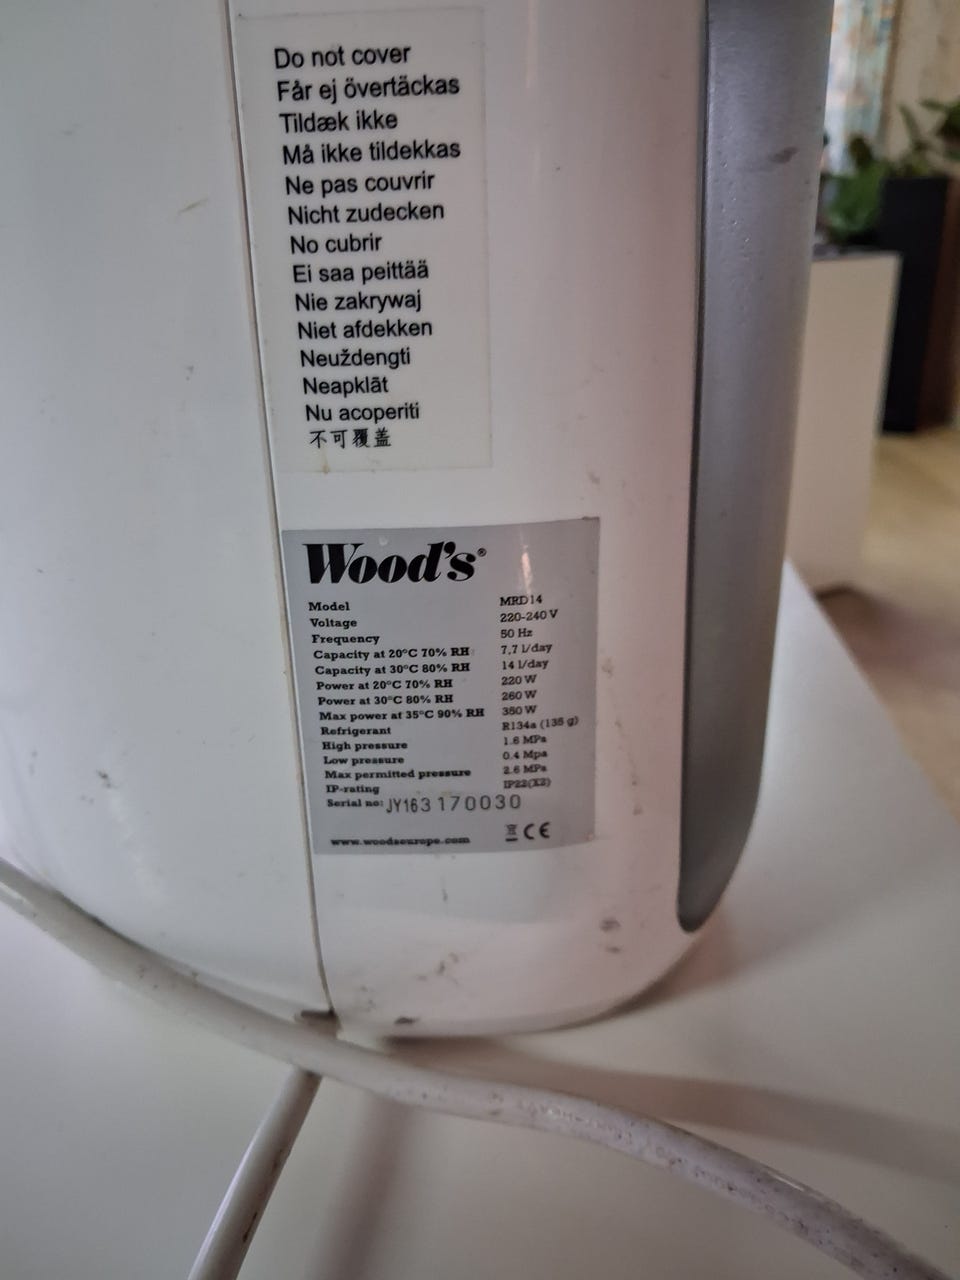 Do not cover
Får ej övertäckas
Tildæk ikke
Må ikke tildekkas
Ne pas couvrir
Nicht zudecken
No cubrir
Ei saa peittää
Nie zakrywaj
Niet afdekken
Neuždengti
Neapklāt
Nu acoperiti
不可覆盖
Wood's®
Model MRD14
Voltage 220-240 V
Frequency 50 Hz
Capacity at 20°C 70% RH 7,7 l/day
Capacity at 30°C 80% RH 14 l/day
Power at 20°C 70% RH 220 W
Power at 30°C 80% RH 260 W
Max power at 35°C 90% RH 350 W
Refrigerant R134a (135 g)
High pressure 1.6 MPa
Low pressure 0.4 Mpa
Max permitted pressure 2.6 MPa
IP-rating IP22(X2)
Serial no: JY163 170030
www.woodseurope.com CE